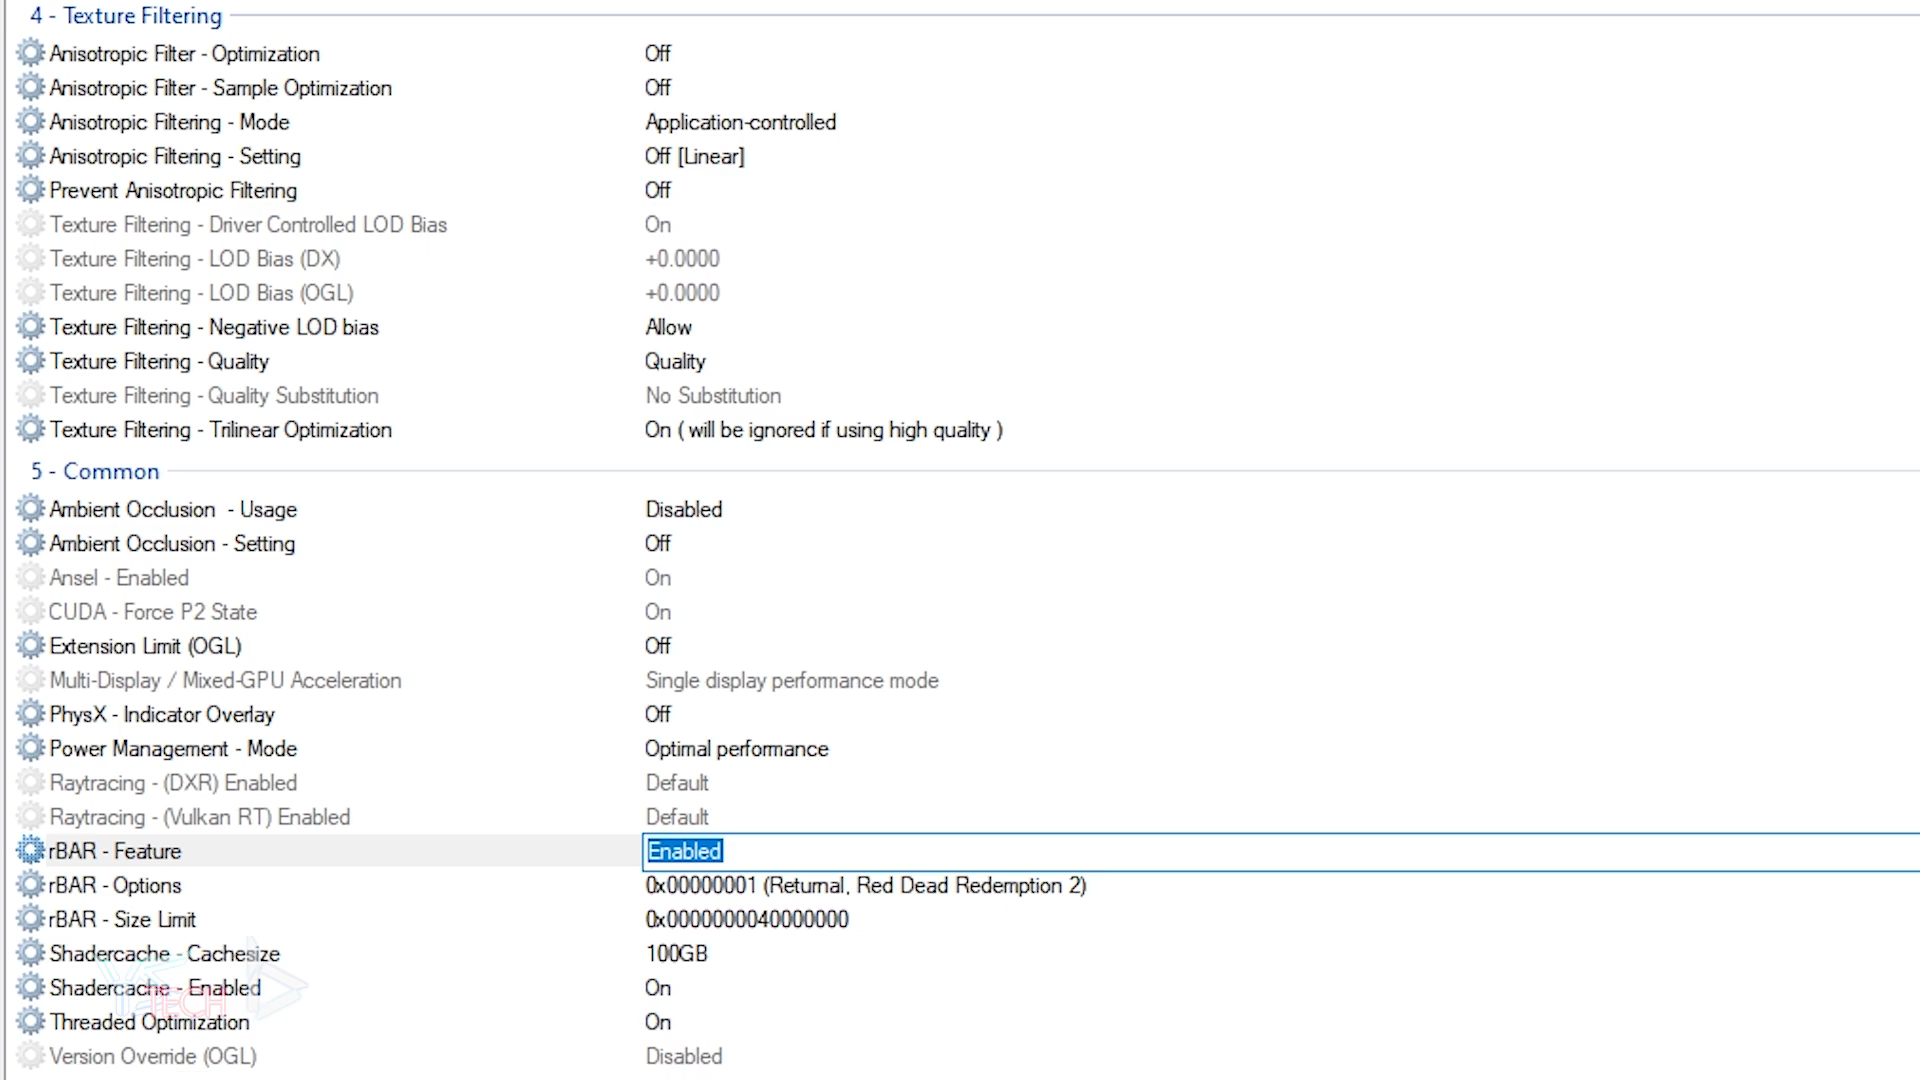 4 - Texture Filtering
Anisotropic Filter - Optimization Off
Anisotropic Filter - Sample Optimization Off
Anisotropic Filtering - Mode Application-controlled
Anisotropic Filtering - Setting Off [Linear]
Prevent Anisotropic Filtering Off
Texture Filtering - Driver Controlled LOD Bias On
Texture Filtering - LOD Bias (DX) +0.0000
Texture Filtering - LOD Bias (OGL) +0.0000
Texture Filtering - Negative LOD bias Allow
Texture Filtering - Quality Quality
Texture Filtering - Quality Substitution No Substitution
Texture Filtering - Trilinear Optimization On ( will be ignored if using high quality )
5 - Common
Ambient Occlusion  - Usage Disabled
Ambient Occlusion - Setting Off
Ansel - Enabled On
CUDA - Force P2 State On
Extension Limit (OGL) Off
Multi-Display / Mixed-GPU Acceleration Single display performance mode
PhysX - Indicator Overlay Off
Power Management - Mode Optimal performance
Raytracing - (DXR) Enabled Default
Raytracing - (Vulkan RT) Enabled Default
rBAR - Feature Enabled
rBAR - Options 0x00000001 (Returnal, Red Dead Redemption 2)
rBAR - Size Limit 0x0000000040000000
Shadercache - Cachesize 100GB
Shadercache - Enabled On
TECH
Threaded Optimization On
Version Override (OGL) Disabled